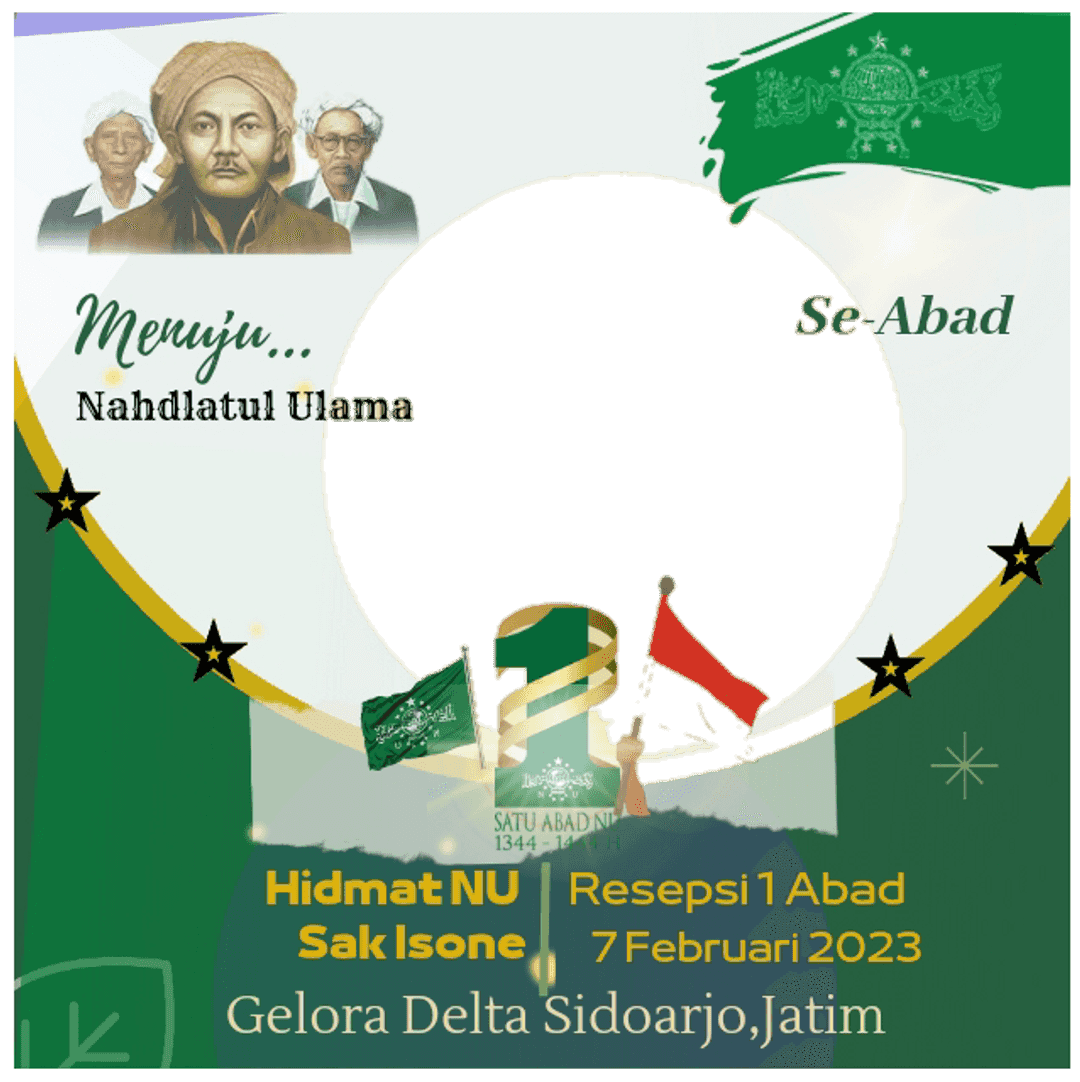 Menuju...
Se-Abad
Nahdlatul Ulama
SATU ABAD NU
1344 -
Hidmat NU
Sak Isone
Resepsi 1 Abad
7 Februari 2023
Gelora Delta Sidoarjo,Jatim